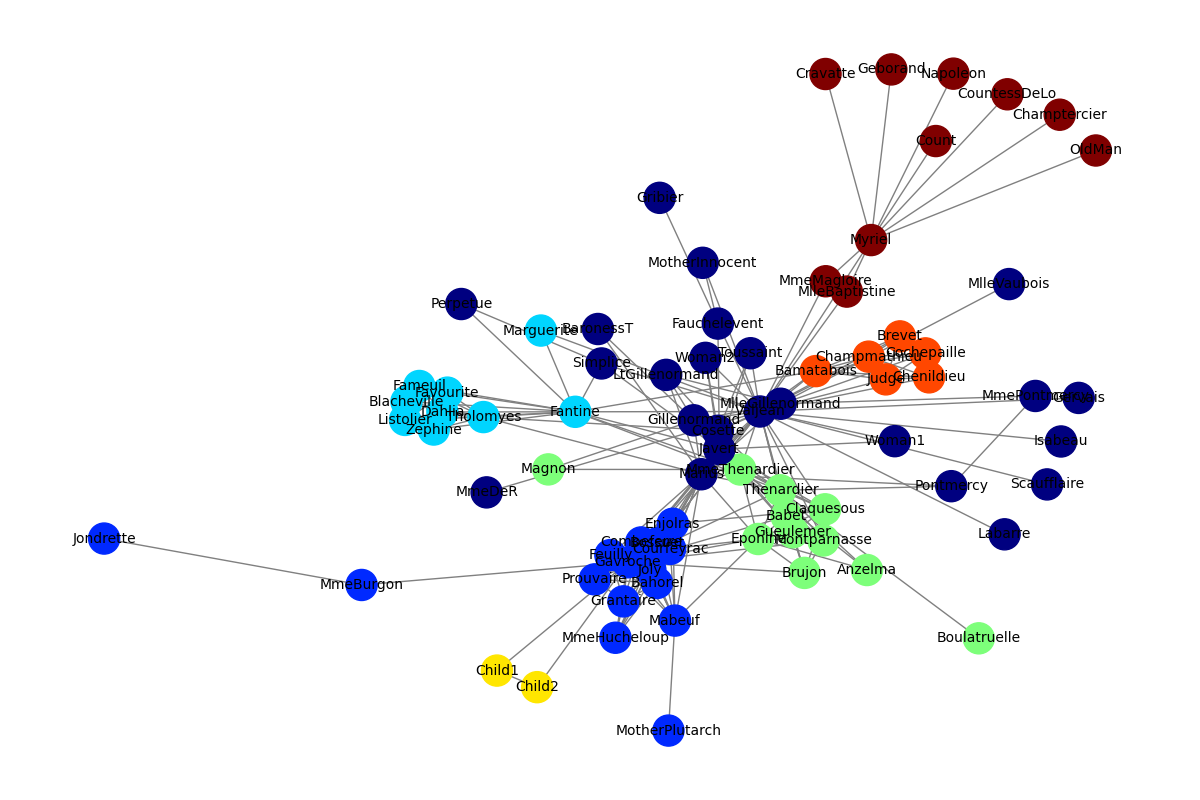 Cravatte
Geborand
Napoleon
CountessDeLo
Champtercier
Count
OldMan
Gribier
Myriel
MotherInnocent
MmeMagloire
MlleBaptistine
MlleVaubois
Perpetue
Marguerite
BaronessT
Fauchelevent
Brevet
Simplice
Woman2
Toussaint
Champmathieu
Cochepaille
LtGillenormand
Bamatabois
Judge
Chenildieu
Fameuil
Favourite
Blacheville
Dahlia
Tholomyes
Listolier
Zephine
Fantine
MlleGillenormand
Valjean
Gillenormand
MmePontmercy
Gervais
Cosette
Javert
Woman1
Isabeau
Magnon
Marius
MmeThenardier
MmeDeR
Thenardier
Pontmercy
Scaufflaire
Claquesous
Babet
Enjolras
Gueulemer
Labarre
Jondrette
Combeferre
Bossuet
Courfeyrac
Eponine
Montparnasse
Feuilly
Gavroche
Joly
Brujon
Anzelma
MmeBurgon
Prouvaire
Bahorel
Grantaire
Mabeuf
MmeHucheloup
Boulatruelle
Child1
Child2
MotherPlutarch